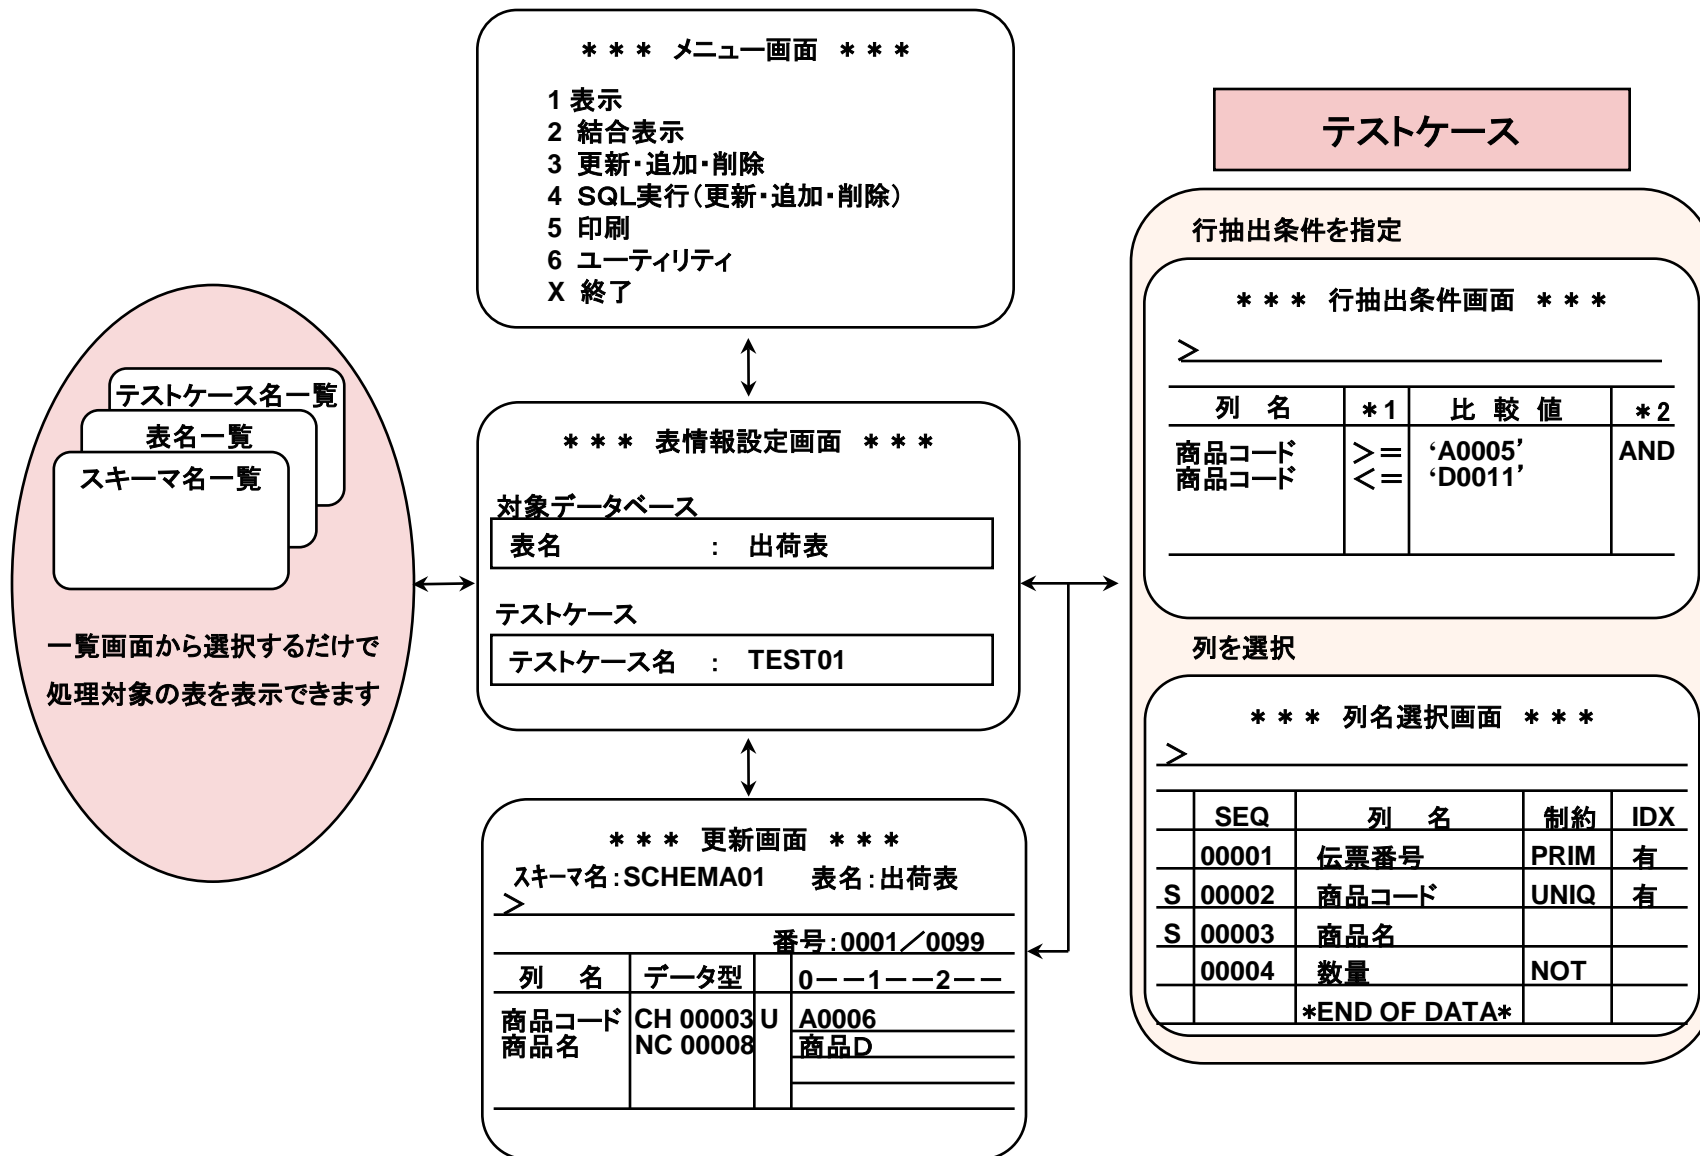 ＊＊＊ メニュー画面 ＊＊＊
1 表示
2 結合表示
3 更新・追加・削除
4 ＳＱＬ実行（更新・追加・削除）
5 印刷
6 ユーティリティ
X 終了
テストケース名一覧
表名一覧
スキーマ名一覧
一覧画面から選択するだけで
処理対象の表を表示できます
＊＊＊ 表情報設定画面 ＊＊＊
対象データベース
表名 ： 出荷表
テストケース
テストケース名 ： TEST01
＊＊＊ 更新画面 ＊＊＊
スキーマ名：SCHEMA01 表名：出荷表
＞
番号：0001／0099
列 名 データ型 0－－1－－2－－
商品コード CH 00003 U A0006
商品名 NC 00008 商品Ｄ
テストケース
行抽出条件を指定
＊＊＊ 行抽出条件画面 ＊＊＊
＞
列 名 ＊1 比 較 値 ＊2
商品コード ＞＝ ‘A0005’ AND
商品コード ＜＝ ‘D0011’
列を選択
＊＊＊ 列名選択画面 ＊＊＊
＞
SEQ 列 名 制約 IDX
00001 伝票番号 PRIM 有
S 00002 商品コード UNIQ 有
S 00003 商品名
00004 数量 NOT
*END OF DATA*